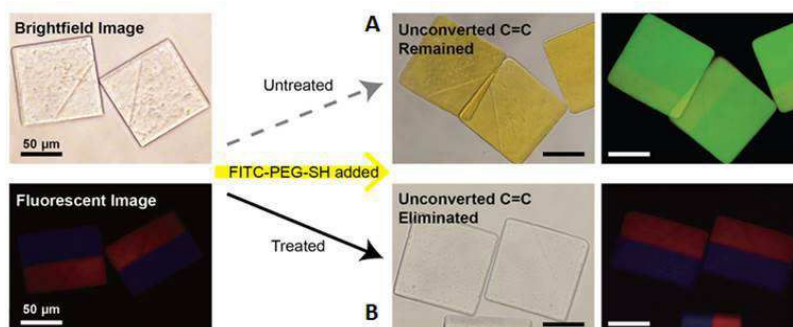 Brightfield Image
50 µm
A
Unconverted C=C
Remained
Untreated
FITC-PEG-SH added
Fluorescent Image
50 µm
Treated
B
Unconverted C=C
Eliminated